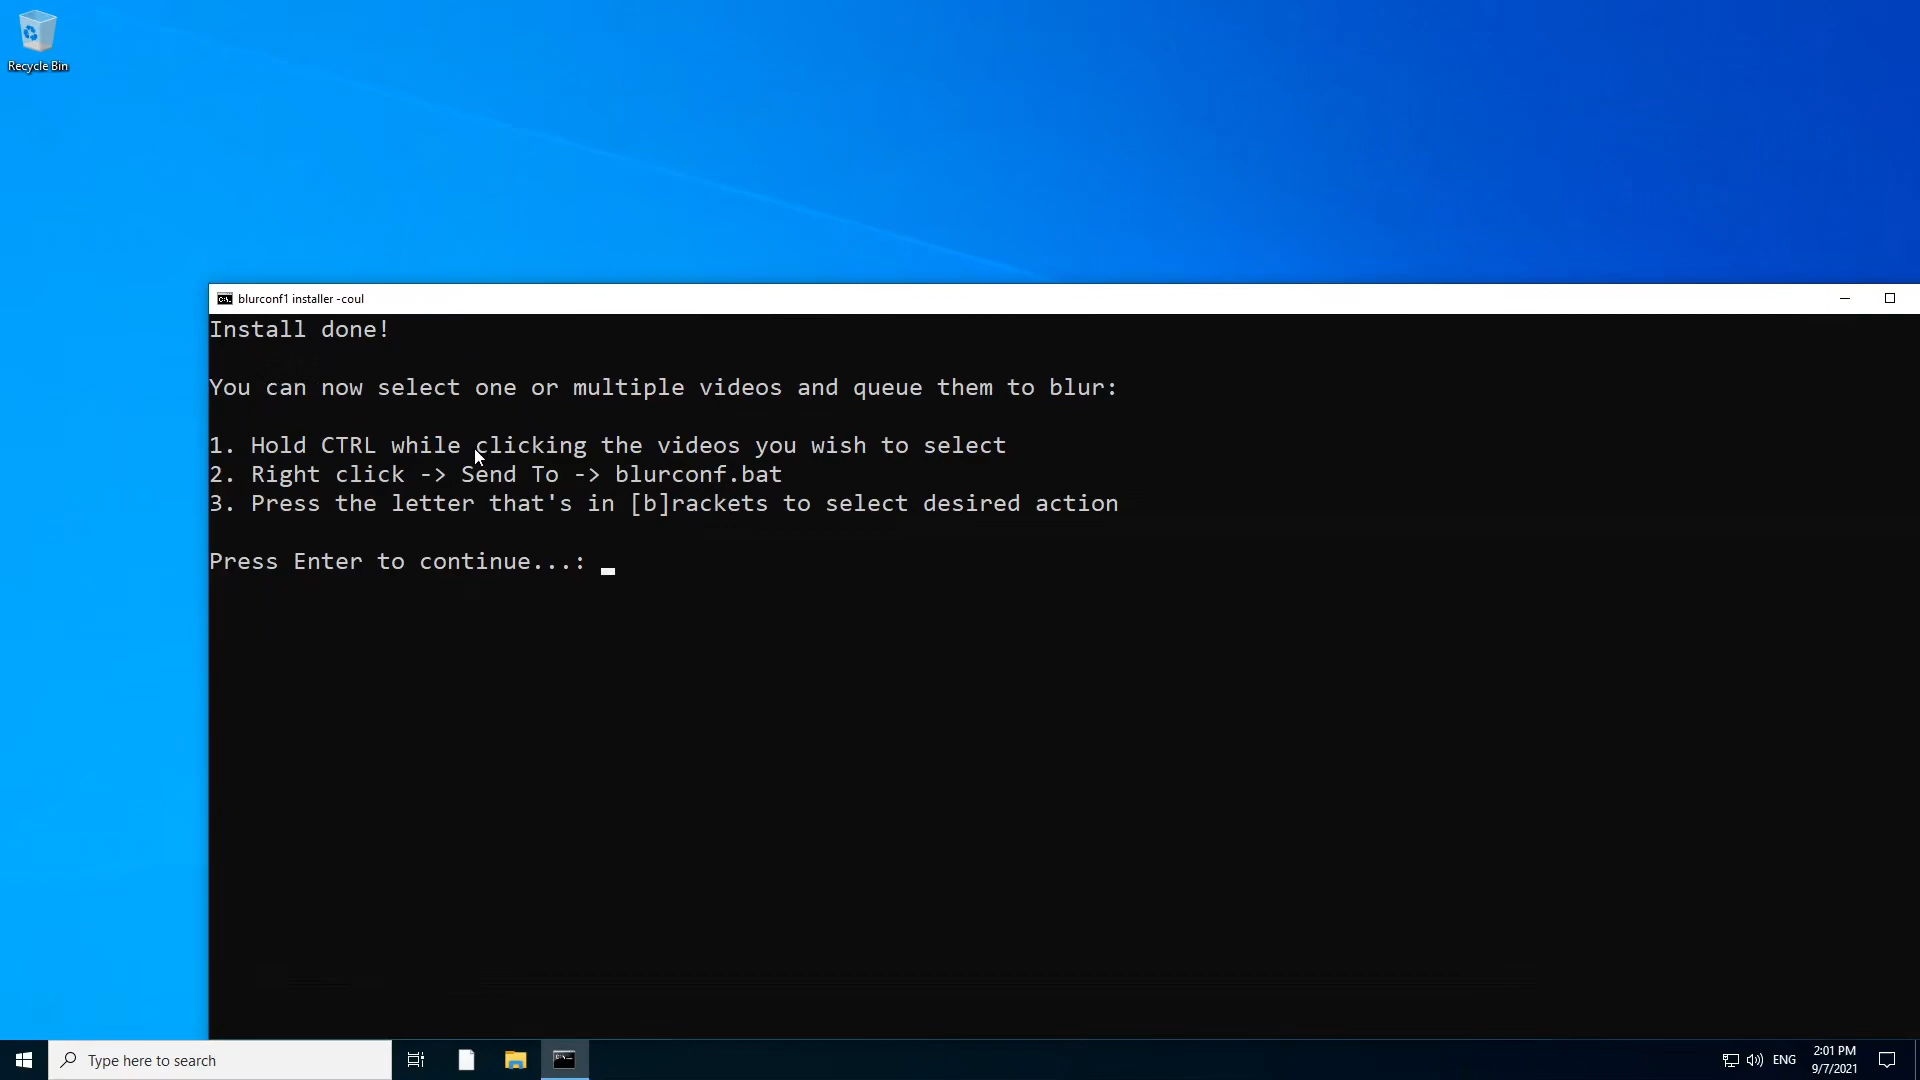 Recycle Bin
blurconf1 installer -coul
Install done!
You can now select one or multiple videos and queue them to blur:
1. Hold CTRL while clicking the videos you wish to select
2. Right click -> Send To -> blurconf.bat
3. Press the letter that's in [b]rackets to select desired action
Press Enter to continue...:
Type here to search
ENG
2:01 PM
9/7/2021